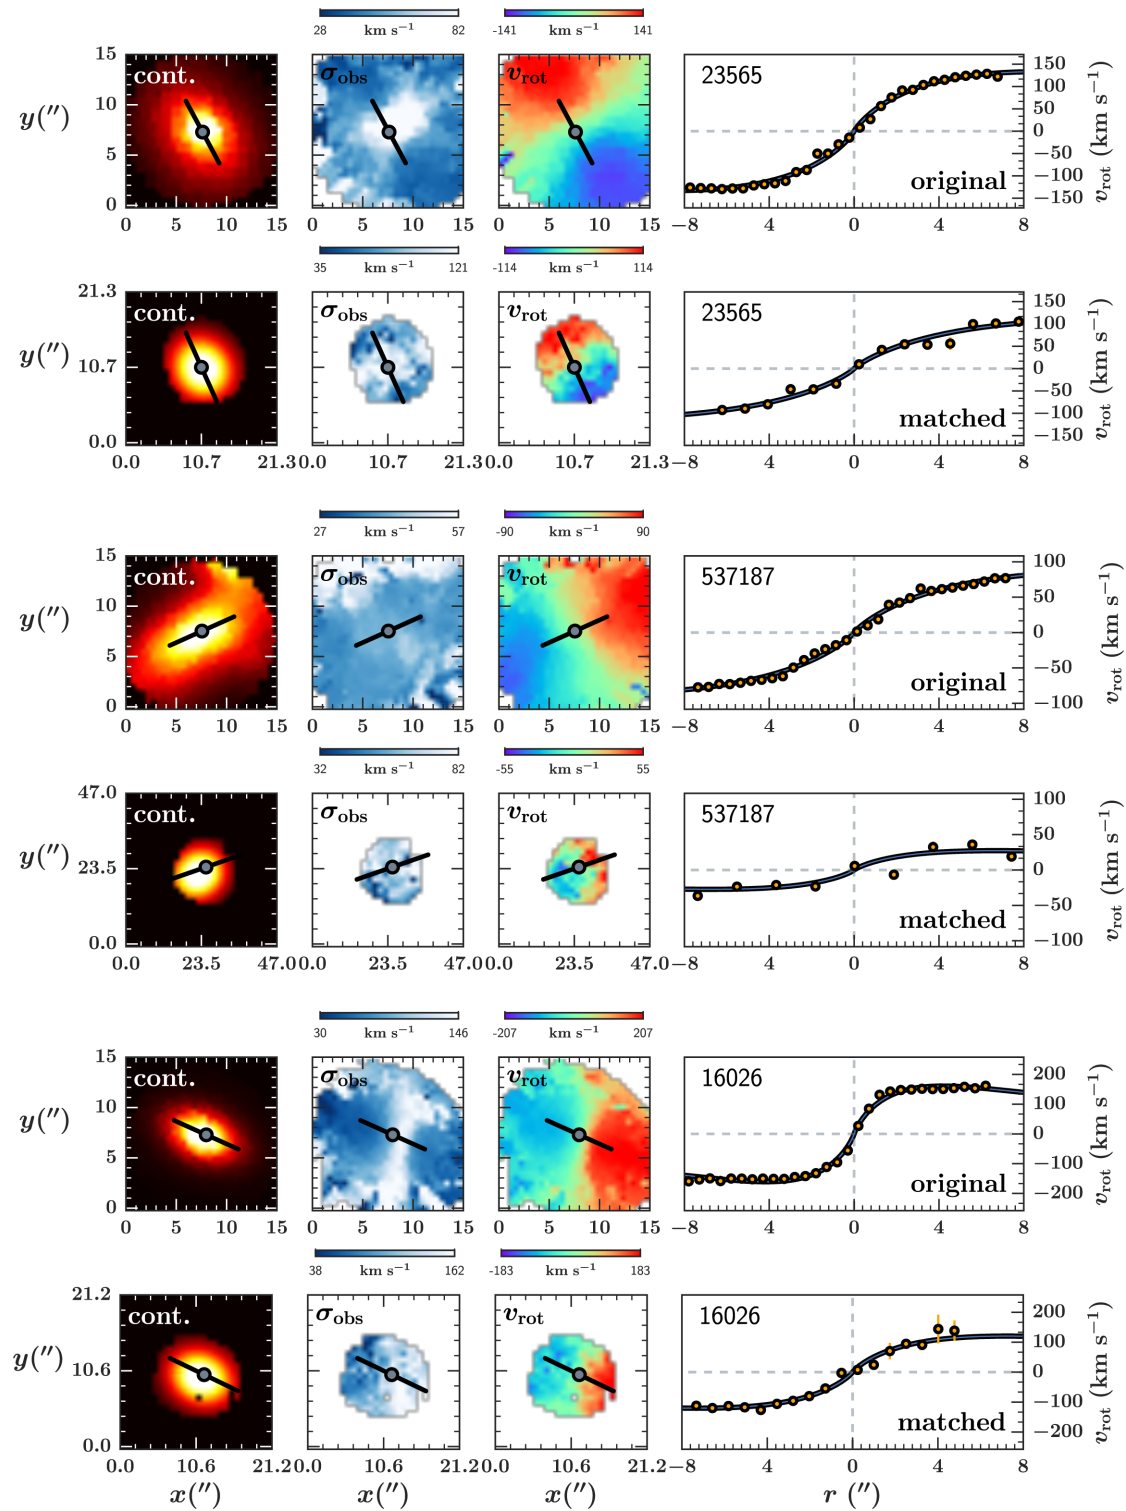 28 km s⁻¹ 82 -141 km s⁻¹ 141
15 cont. σobs vrot 23565 150
10 100
y(″) 50
0
5 -50
original -100
0 -150
0 5 10 15 0 5 10 15 0 5 10 15 −8 −4 0 4 8
vrot (km s⁻¹)
35 km s⁻¹ 121 -114 km s⁻¹ 114
21.3 cont. σobs vrot 23565 150
100
50
y(″) 10.7 0
−50
matched −100
0.0 −150
0.0 10.7 21.3 0.0 10.7 21.3 0.0 10.7 21.3 −8 4 0 4 8
vrot (km s⁻¹)
27 km s⁻¹ 57 -90 km s⁻¹ 90
15 cont. σobs vrot 537187 100
10 50
y(″) 0
5 −50
original
0 −100
0 5 10 15 0 5 10 15 0 5 10 15 −8 4 0 4 8
vrot (km s⁻¹)
32 km s⁻¹ 82 -55 km s⁻¹ 55
47.0 cont. σobs vrot 537187 100
50
y(″) 23.5 0
−50
matched
0.0 −100
0.0 23.5 47.0 0.0 23.5 47.0 0.0 23.5 47.0 −8 4 0 4 8
vrot (km s⁻¹)
30 km s⁻¹ 146 -207 km s⁻¹ 207
15 cont. σobs vrot 16026 200
10 100
y(″) 0
5 −100
original
0 −200
0 5 10 15 0 5 10 15 0 5 10 15 −8 4 0 4 8
vrot (km s⁻¹)
38 km s⁻¹ 162 -183 km s⁻¹ 183
21.2 cont. σobs vrot 16026 200
100
y(″) 10.6 0
−100
matched
0.0 −200
0.0 10.6 21.2 0.0 10.6 21.2 0.0 10.6 21.2 −8 4 0 4 8
vrot (km s⁻¹)
x(″) x(″) x(″) r (″)